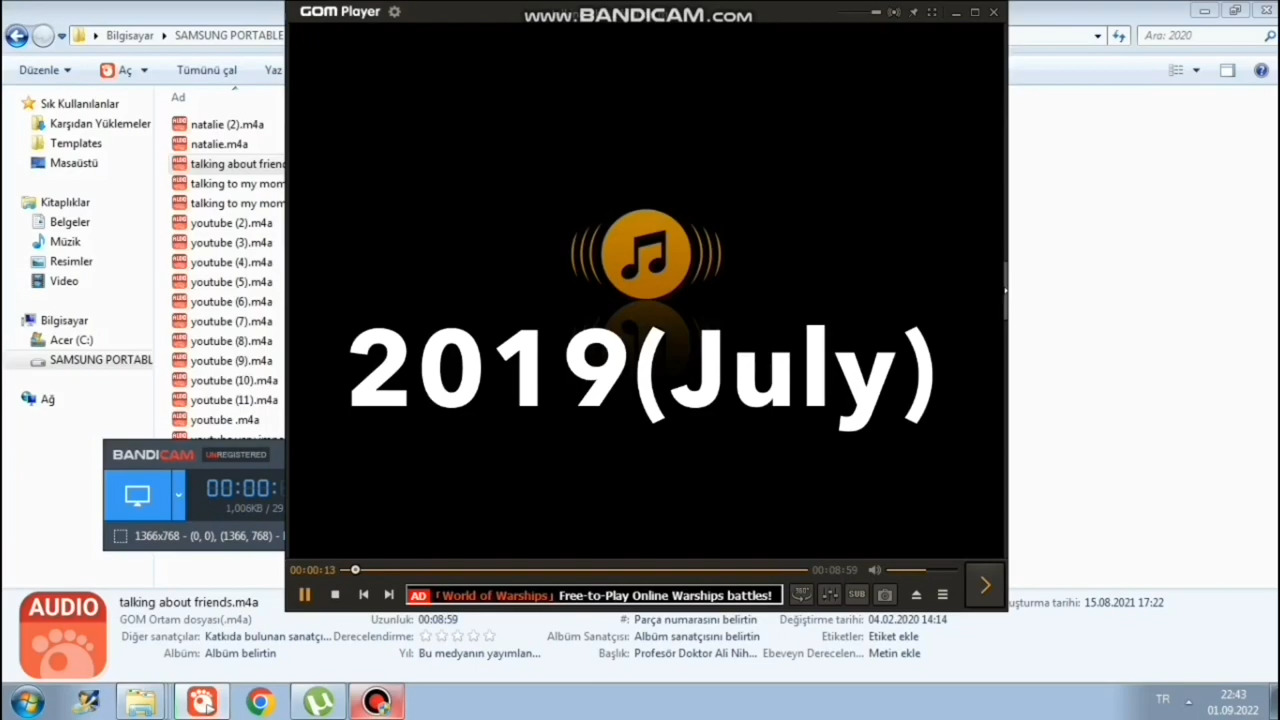 GOM Player
www.BANDICAM.com
Bilgisayar
SAMSUNG PORTABLE
Ara: 2020
Düzenle
Aç
Tümünü çal
Yaz
Sık Kullanılanlar
Karşıdan Yüklemeler
Templates
Masaüstü
Kitaplıklar
Belgeler
Müzik
Resimler
Video
Bilgisayar
Acer (C:)
SAMSUNG PORTABL
Ağ
Ad
natalie (2).m4a
natalie.m4a
talking about friend
talking to my mom
talking to my mom
youtube (2).m4a
youtube (3).m4a
youtube (4).m4a
youtube (5).m4a
youtube (6).m4a
youtube (7).m4a
youtube (8).m4a
youtube (9).m4a
youtube (10).m4a
youtube (11).m4a
youtube .m4a
2019(July)
BANDICAM UNREGISTERED
00:00:
1,006KB / 29
1366x768 - (0, 0), (1366, 768) -
00:00:13
00:08:59
AD「World of Warships」 Free-to-Play Online Warships battles!
360°
SUB
AUDIO
talking about friends.m4a
GOM Ortam dosyası(.m4a)
Uzunluk: 00:08:59
#: Parça numarasını belirtin
Değiştirme tarihi: 04.02.2020 14:14
uşturma tarihi: 15.08.2021 17:22
Diğer sanatçılar: Katkıda bulunan sanatçı...
Derecelendirme:
Albüm Sanatçısı: Albüm sanatçısını belirtin
Etiketler: Etiket ekle
Albüm: Albüm belirtin
Yıl: Bu medyanın yayımlan...
Başlık: Profesör Doktor Ali Nih...
Ebeveyn Derecelen... Metin ekle
TR
22:43
01.09.2022